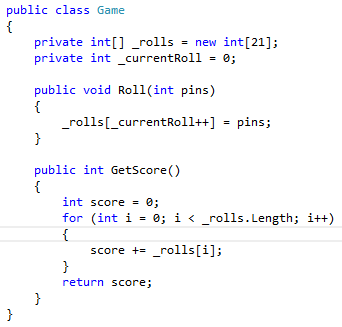 public class Game
{
    private int[] _rolls = new int[21];
    private int _currentRoll = 0;

    public void Roll(int pins)
    {
        _rolls[_currentRoll++] = pins;
    }

    public int GetScore()
    {
        int score = 0;
        for (int i = 0; i < _rolls.Length; i++)
        {
            score += _rolls[i];
        }
        return score;
    }
}